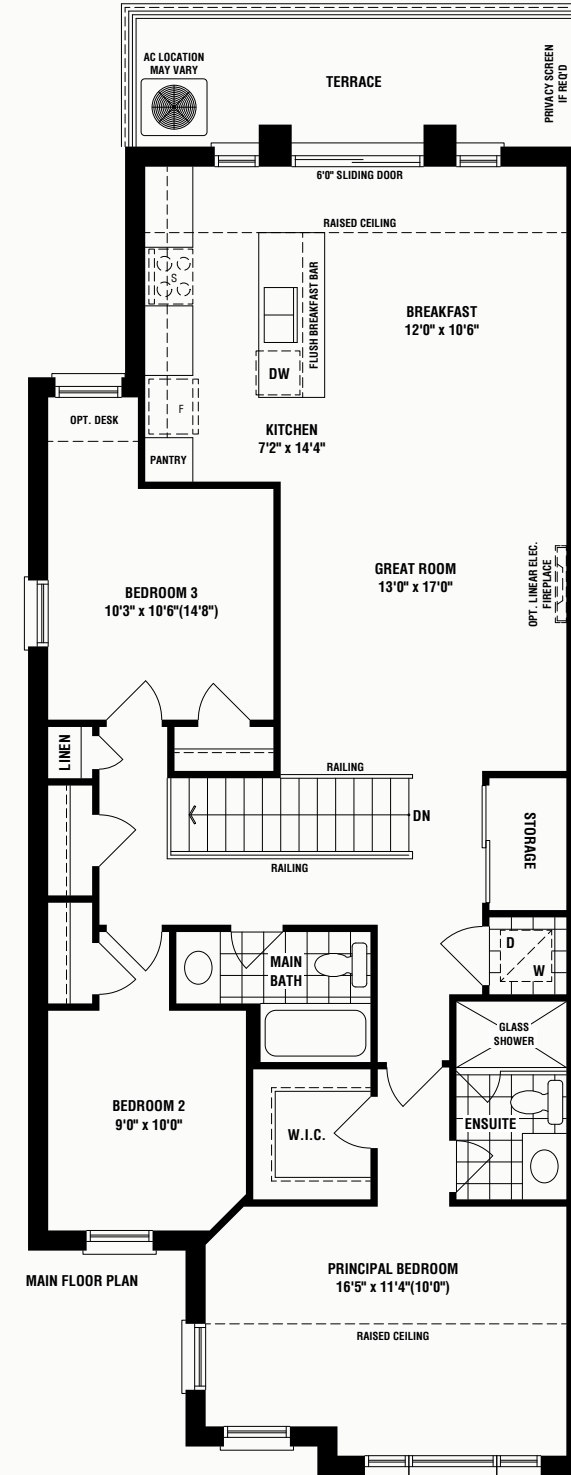 AC LOCATION
MAY VARY
TERRACE
PRIVACY SCREEN
IF REQ'D
6'0" SLIDING DOOR
RAISED CEILING
S
FLUSH BREAKFAST BAR
BREAKFAST
12'0" x 10'6"
DW
F
OPT. DESK
KITCHEN
7'2" x 14'4"
PANTRY
GREAT ROOM
13'0" x 17'0"
OPT. LINEAR ELEC.
FIREPLACE
BEDROOM 3
10'3" x 10'6"(14'8")
LINEN
RAILING
DN
STORAGE
RAILING
D
W
MAIN
BATH
GLASS
SHOWER
BEDROOM 2
9'0" x 10'0"
W.I.C.
ENSUITE
PRINCIPAL BEDROOM
16'5" x 11'4"(10'0")
MAIN FLOOR PLAN
RAISED CEILING